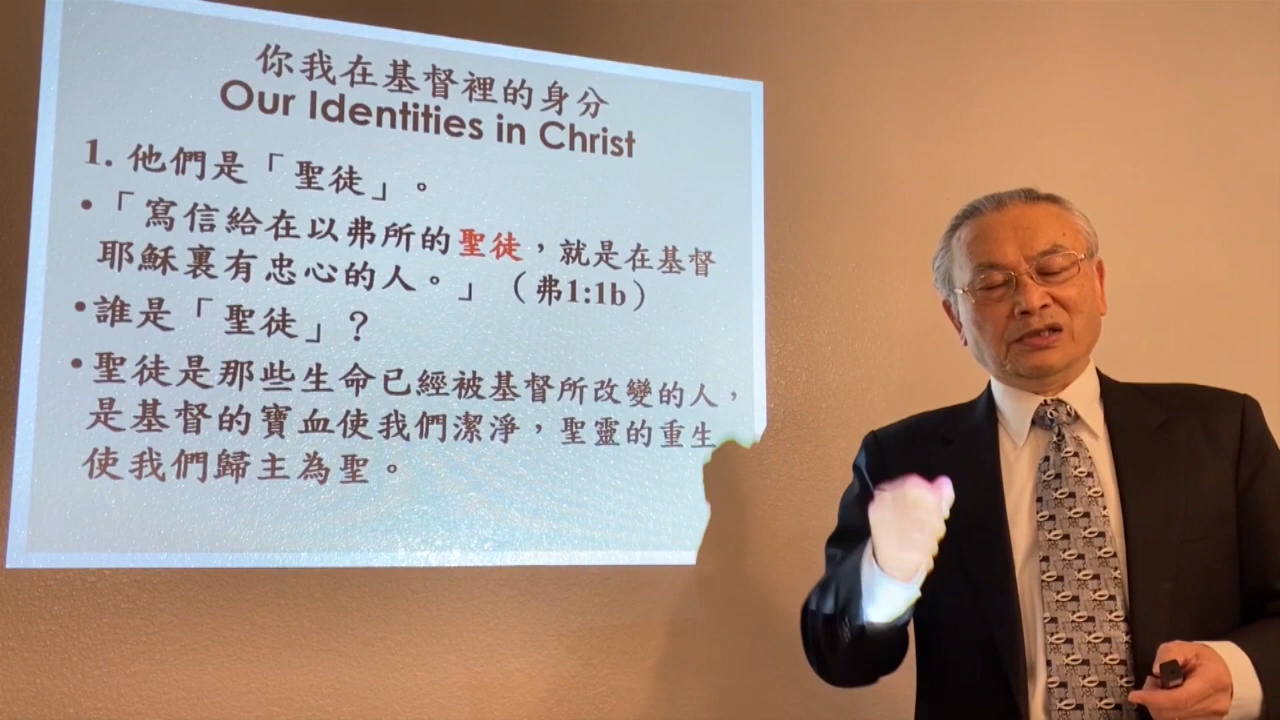 你我在基督裡的身分
Our Identities in Christ
1. 他們是「聖徒」。
•「寫信給在以弗所的聖徒，就是在基督
耶穌裏有忠心的人。」（弗1:1b）
•誰是「聖徒」？
•聖徒是那些生命已經被基督所改變的人，
是基督的寶血使我們潔淨，聖靈的重生
使我們歸主為聖。